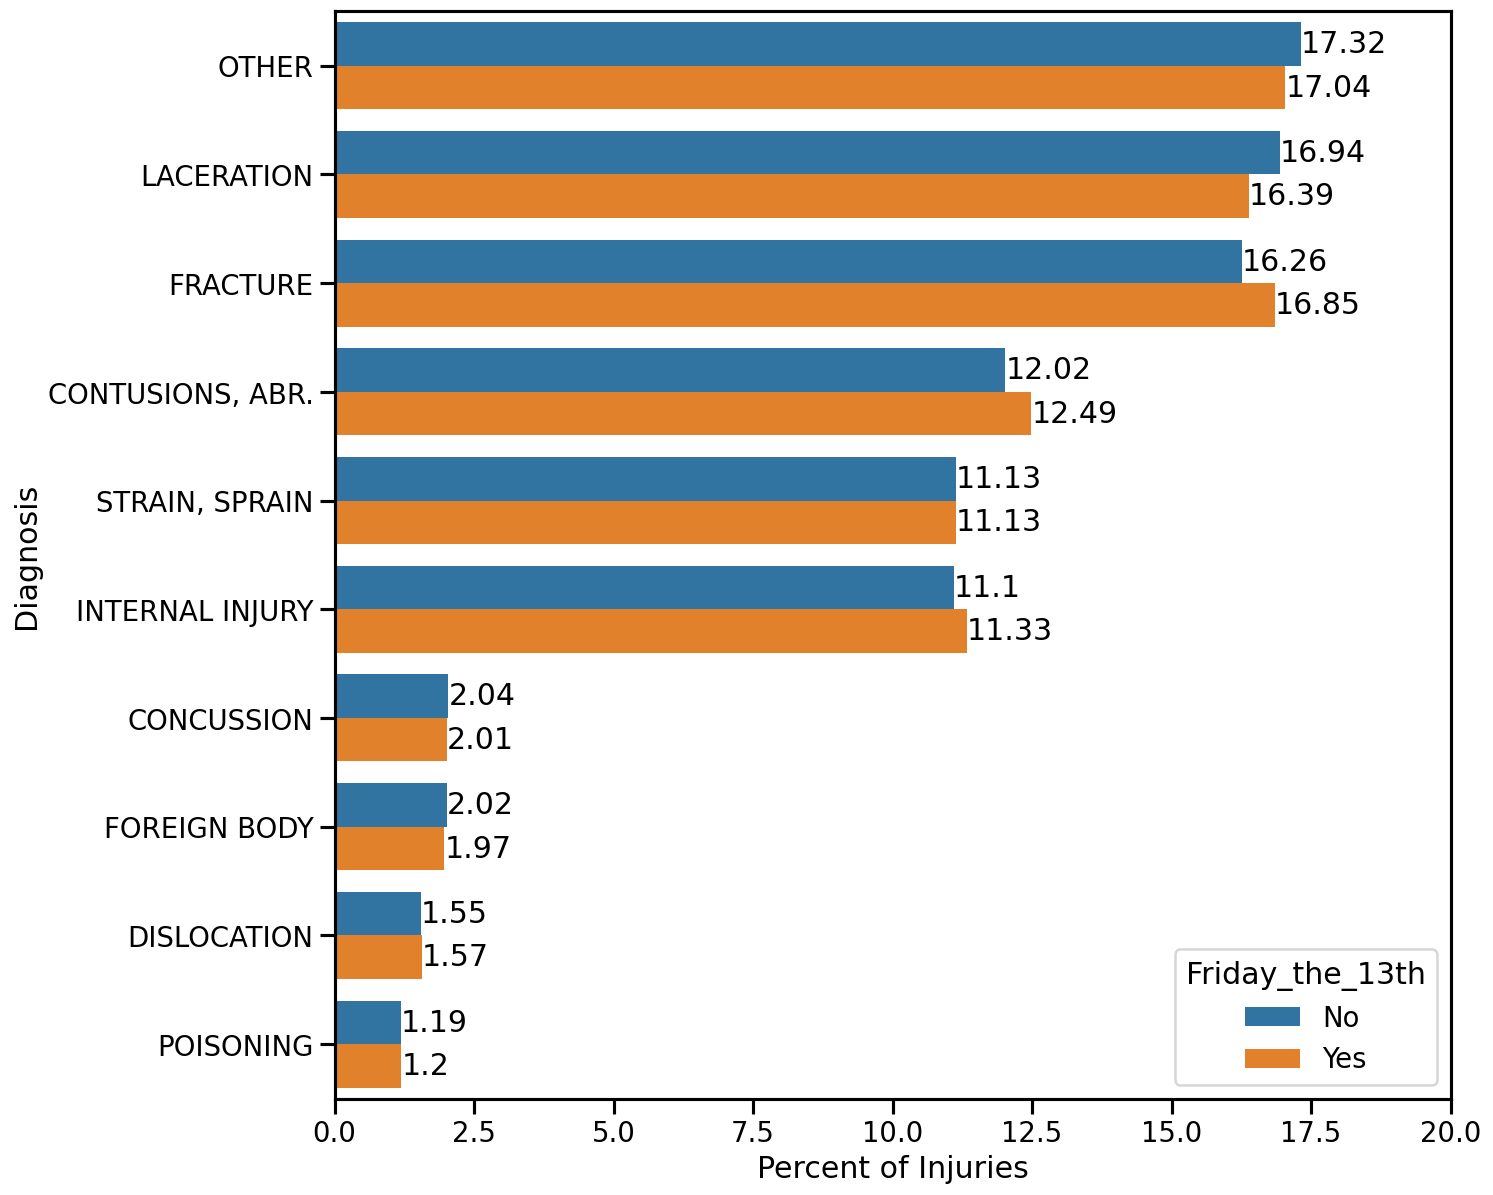 OTHER
17.32
17.04
LACERATION
16.94
16.39
FRACTURE
16.26
16.85
CONTUSIONS, ABR.
12.02
12.49
STRAIN, SPRAIN
11.13
11.13
INTERNAL INJURY
11.1
11.33
CONCUSSION
2.04
2.01
FOREIGN BODY
2.02
1.97
DISLOCATION
1.55
1.57
POISONING
1.19
1.2
Diagnosis
Friday_the_13th
No
Yes
0.0 2.5 5.0 7.5 10.0 12.5 15.0 17.5 20.0
Percent of Injuries